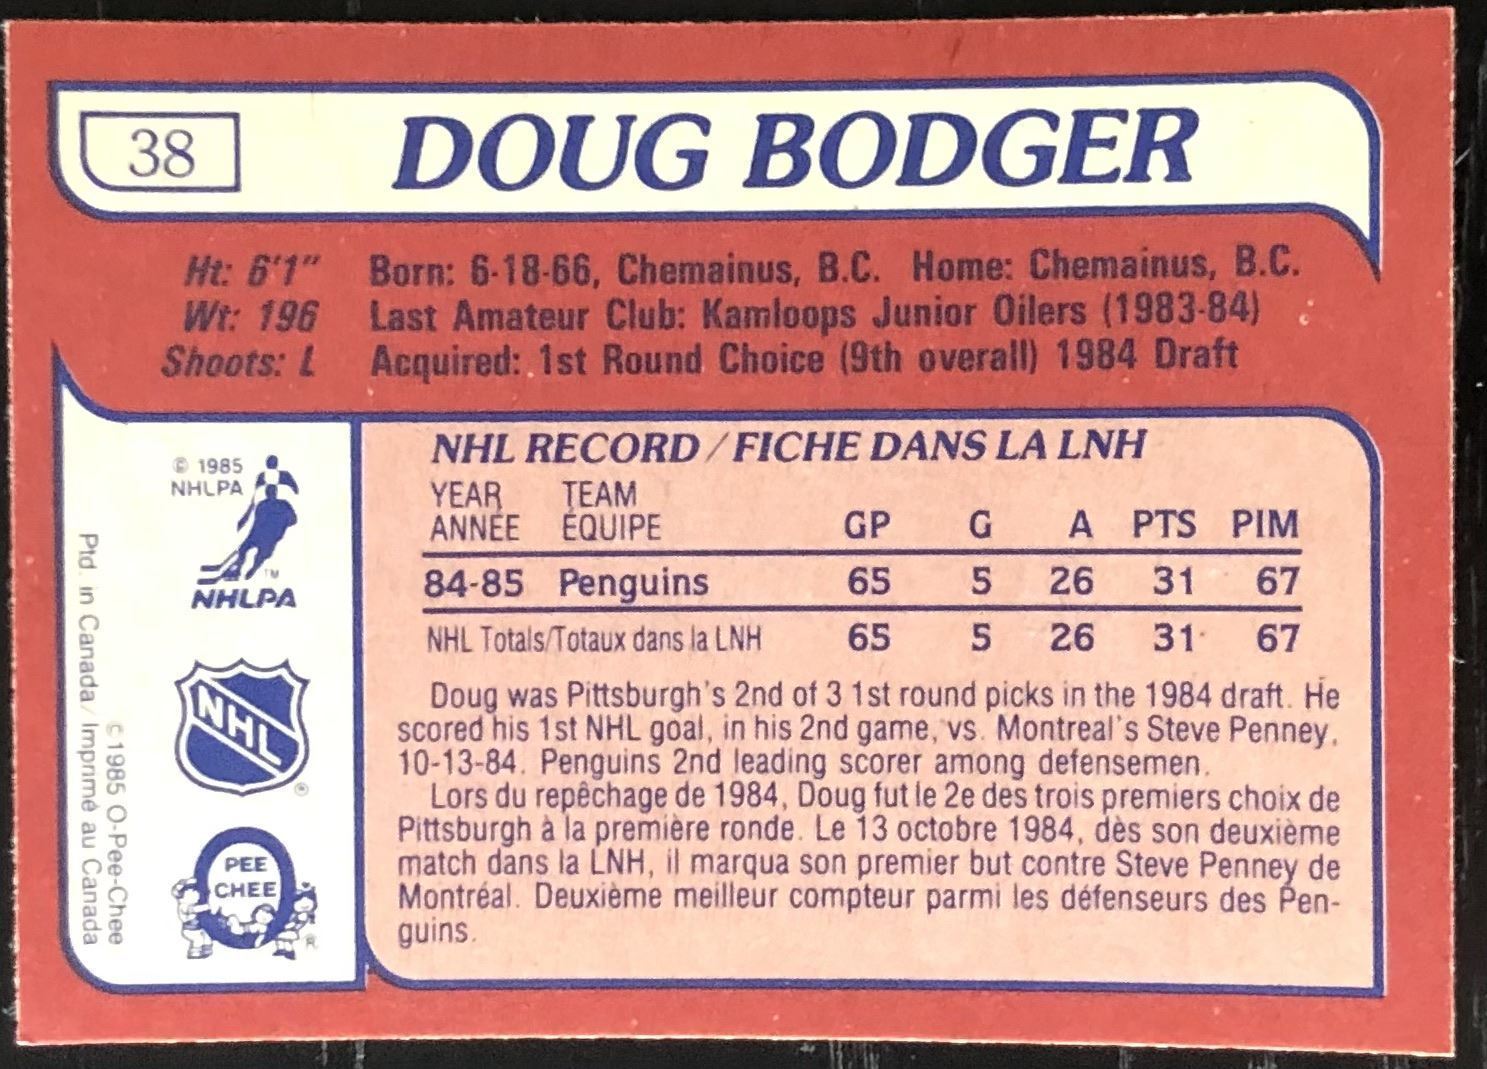 38
DOUG BODGER
Ht: 6'1" Born: 6-18-66, Chemainus, B.C. Home: Chemainus, B.C.
Wt: 196 Last Amateur Club: Kamloops Junior Oilers (1983-84)
Shoots: L Acquired: 1st Round Choice (9th overall) 1984 Draft
© 1985
NHLPA
TM
NHLPA
NHL
®
PEE
CHEE
®
© 1985 O-Pee-Chee
Ptd. in Canada/Imprimé au Canada
NHL RECORD/FICHE DANS LA LNH
YEAR TEAM
ANNÉE ÉQUIPE GP G A PTS PIM
84-85 Penguins 65 5 26 31 67
NHL Totals/Totaux dans la LNH 65 5 26 31 67
Doug was Pittsburgh's 2nd of 3 1st round picks in the 1984 draft. He
scored his 1st NHL goal, in his 2nd game, vs. Montreal's Steve Penney,
10-13-84. Penguins 2nd leading scorer among defensemen.
Lors du repêchage de 1984, Doug fut le 2e des trois premiers choix de
Pittsburgh à la première ronde. Le 13 octobre 1984, dès son deuxième
match dans la LNH, il marqua son premier but contre Steve Penney de
Montréal. Deuxième meilleur compteur parmi les défenseurs des Pen-
guins.